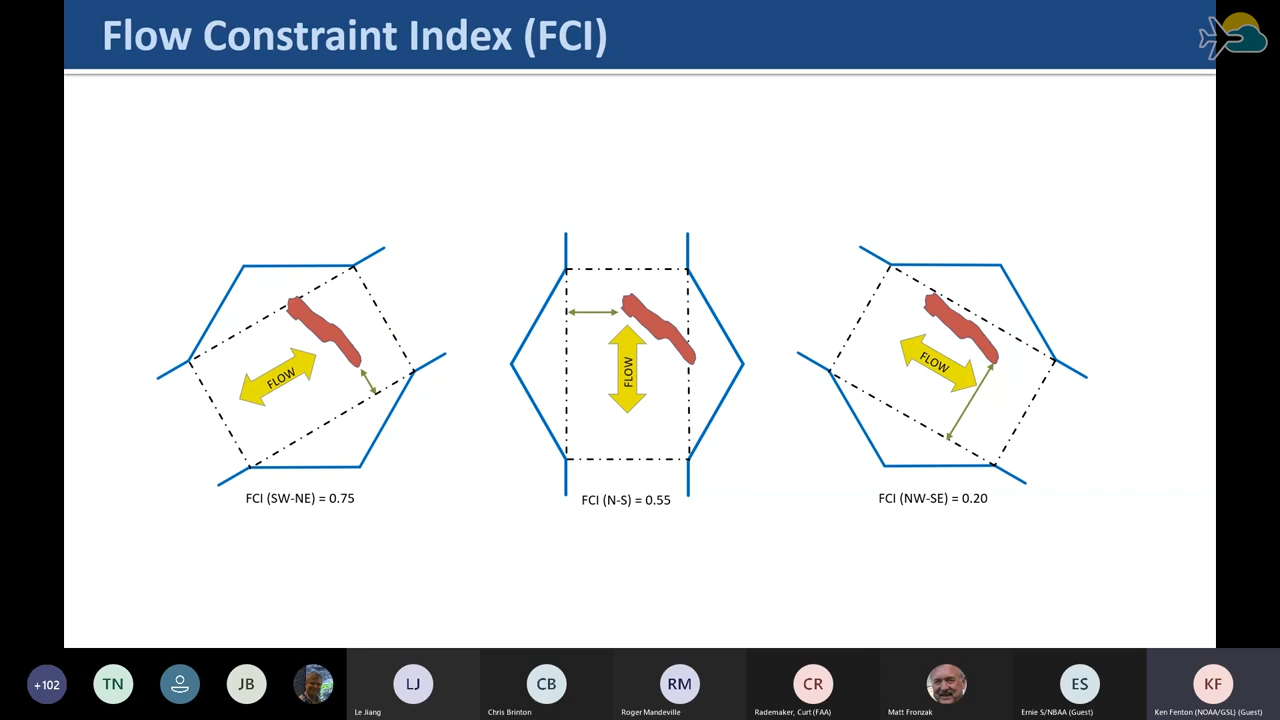 Flow Constraint Index (FCI)
FLOW
FLOW
FLOW
FCI (SW-NE) = 0.75
FCI (N-S) = 0.55
FCI (NW-SE) = 0.20
+102
TN
JB
LJ
CB
RM
CR
ES
KF
Le Jiang
Chris Brinton
Roger Mandeville
Rademaker, Curt (FAA)
Matt Fronzak
Ernie S/NBAA (Guest)
Ken Fenton (NOAA/GSL) (Guest)